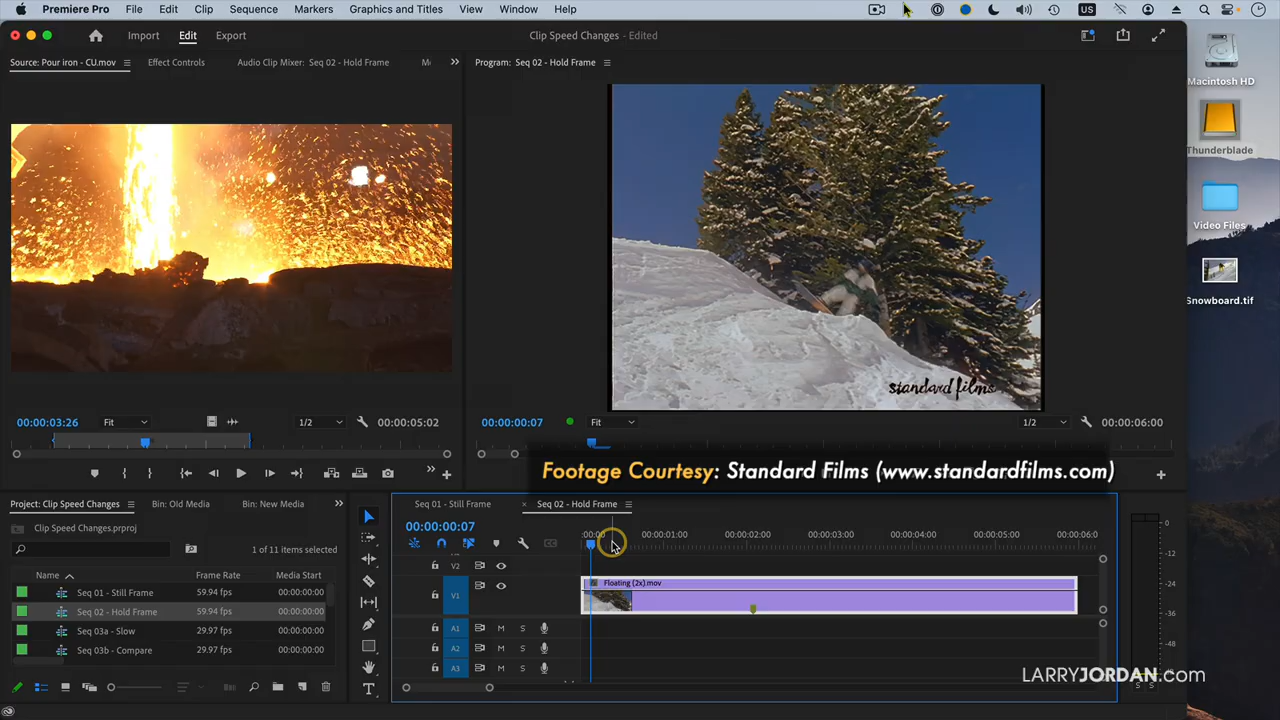 Premiere Pro File Edit Clip Sequence Markers Graphics and Titles View Window Help US
Import Edit Export Clip Speed Changes - Edited
Source: Pour iron - CU.mov Effect Controls Audio Clip Mixer: Seq 02 - Hold Frame
Program: Seq 02 - Hold Frame
Macintosh HD
Thunderblade
Video Files
Snowboard.tif
standard films
00:00:03:26 Fit 1/2 00:00:05:02
00:00:00:07 Fit 1/2 00:00:06:00
Footage Courtesy: Standard Films (www.standardfilms.com)
Project: Clip Speed Changes Bin: Old Media Bin: New Media
Clip Speed Changes.prproj
1 of 11 items selected
Name Frame Rate Media Start
Seq 01 - Still Frame 59.94 fps 00:00:00:00
Seq 02 - Hold Frame 59.94 fps 00:00:00:00
Seq 03a - Slow 29.97 fps 00:00:00:00
Seq 03b - Compare 29.97 fps 00:00:00:00
Seq 01 - Still Frame × Seq 02 - Hold Frame
00:00:00:07
:00:00 00:00:01:00 00:00:02:00 00:00:03:00 00:00:04:00 00:00:05:00 00:00:06:0
V2
Floating (2x).mov
V1
A1 M S
A2 M S
A3 M S
0
-12
-24
-36
-48
S S
LARRYJORDAN.com